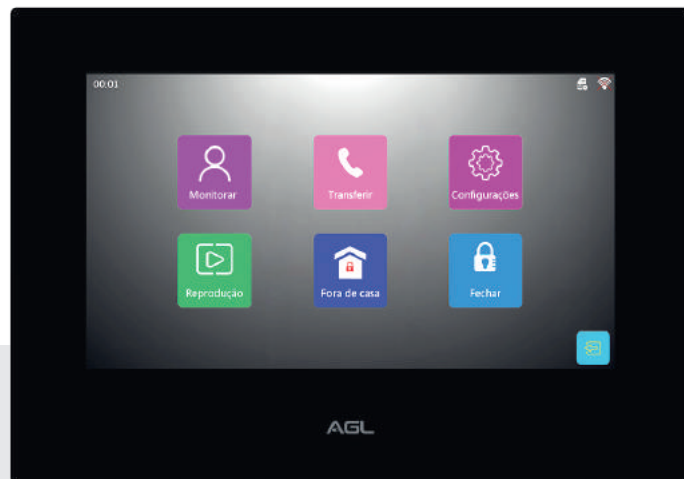 00:01
Monitorar
Transferir
Configurações
Reprodução
Fora de casa
Fechar
AGL